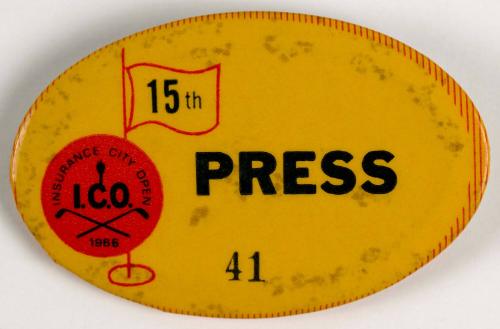 15th
INSURANCE CITY OPEN
I.C.O.
1966
PRESS
41